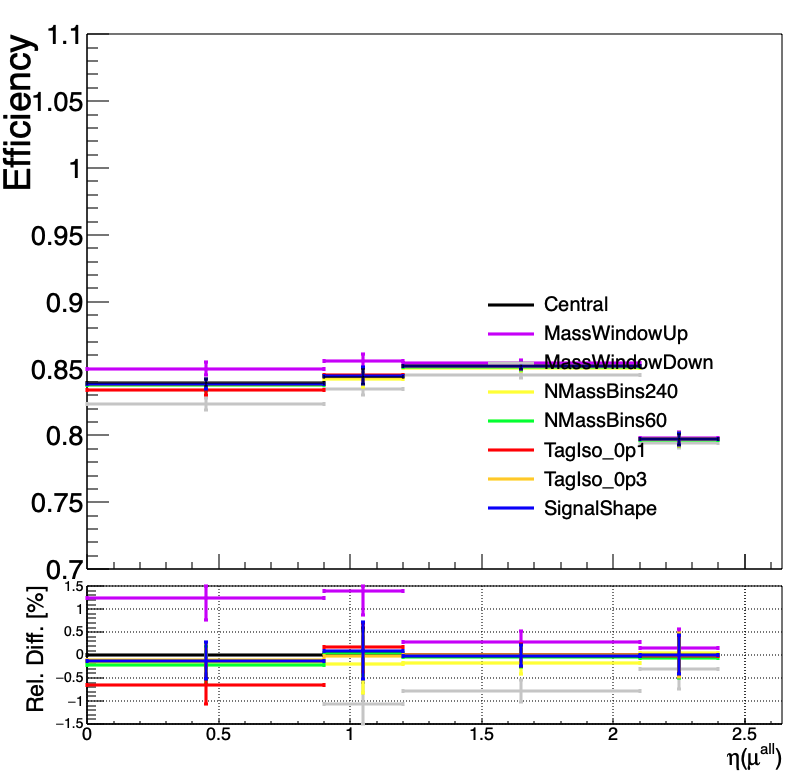 1.1
1.05
1
0.95
0.9
0.85
0.8
0.75
0.7
Efficiency
Central
MassWindowUp
MassWindowDown
NMassBins240
NMassBins60
TagIso_0p1
TagIso_0p3
SignalShape
1.5
1
0.5
0
−0.5
−1
−1.5
Rel. Diff. [%]
0 0.5 1 1.5 2 2.5
η(μ^all)